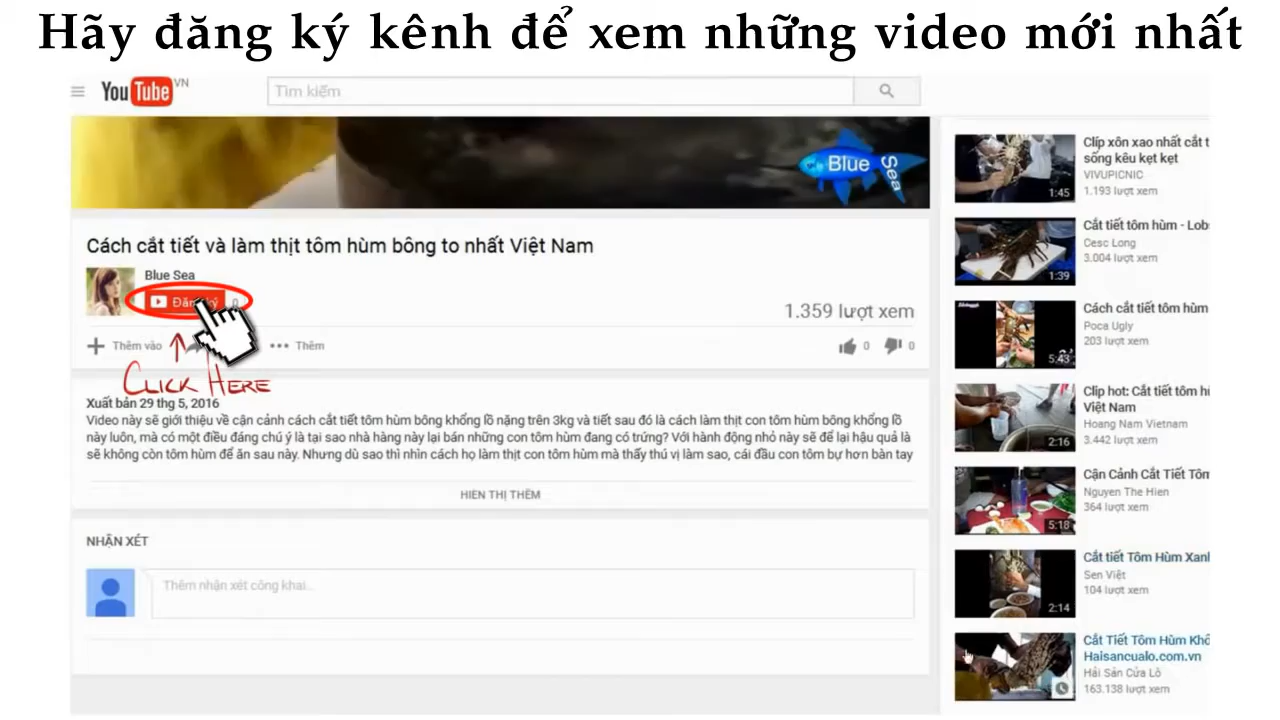 Hãy đăng ký kênh để xem những video mới nhất
YouTube VN
Tìm kiếm
Blue Sea
Cách cắt tiết và làm thịt tôm hùm bông to nhất Việt Nam
Blue Sea
0
1.359 lượt xem
Thêm vào
Thêm
0
0
CLICK HERE
Xuất bản 29 thg 5, 2016
Video này sẽ giới thiệu về cận cảnh cách cắt tiết tôm hùm bông khổng lồ nặng trên 3kg và tiết sau đó là cách làm thịt con tôm hùm bông khổng lồ
này luôn, mà có một điều đáng chú ý là tại sao nhà hàng này lại bán những con tôm hùm đang có trứng? Với hành động nhỏ này sẽ để lại hậu quả là
sẽ không còn tôm hùm để ăn sau này. Nhưng dù sao thì nhìn cách họ làm thịt con tôm hùm mà thấy thú vị làm sao, cái đầu con tôm bự hơn bàn tay
HIỂN THỊ THÊM
NHẬN XÉT
Thêm nhận xét công khai...
Clíp xôn xao nhất cắt t
sống kêu kẹt kẹt
VIVUPICNIC
1.193 lượt xem
1:45
Cắt tiết tôm hùm - Lob
Cesc Long
3.004 lượt xem
1:39
Cách cắt tiết tôm hùm
Poca Ugly
203 lượt xem
5:43
Clip hot: Cắt tiết tôm h
Việt Nam
Hoang Nam Vietnam
3.442 lượt xem
2:16
Cận Cảnh Cắt Tiết Tôm
Nguyen The Hien
364 lượt xem
5:18
Cắt tiết Tôm Hùm Xanh
Sen Việt
104 lượt xem
2:14
Cắt Tiết Tôm Hùm Khổ
Haisancualo.com.vn
Hải Sản Cửa Lò
163.138 lượt xem